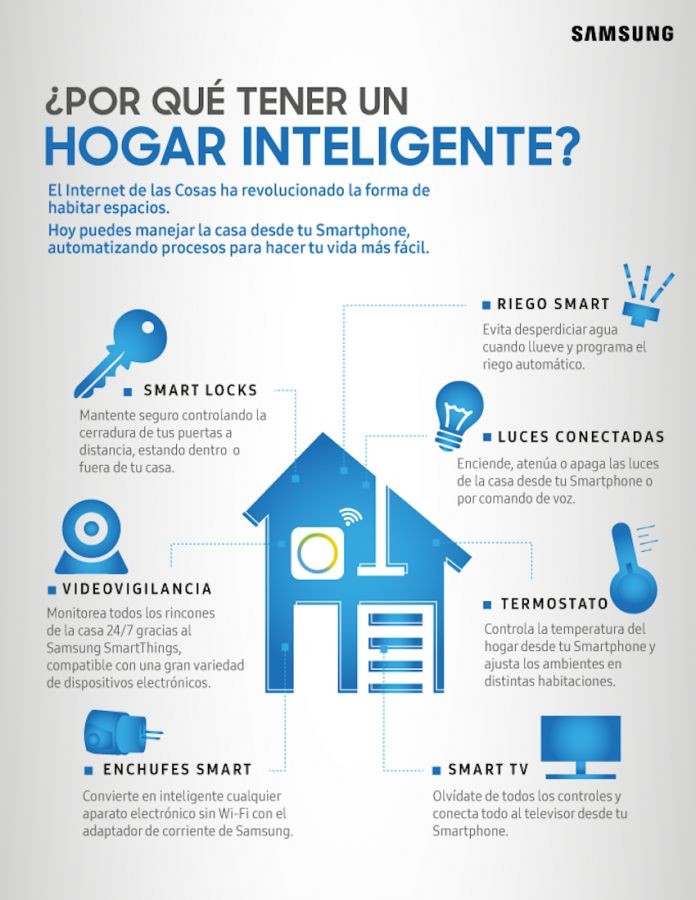 SAMSUNG
¿POR QUÉ TENER UN
HOGAR INTELIGENTE?
El Internet de las Cosas ha revolucionado la forma de
habitar espacios.
Hoy puedes manejar la casa desde tu Smartphone,
automatizando procesos para hacer tu vida más fácil.
RIEGO SMART
Evita desperdiciar agua
cuando llueve y programa el
riego automático.
SMART LOCKS
Mantente seguro controlando la
cerradura de tus puertas a
distancia, estando dentro o
fuera de tu casa.
LUCES CONECTADAS
Enciende, atenúa o apaga las luces
de la casa desde tu Smartphone o
por comando de voz.
VIDEOVIGILANCIA
Monitorea todos los rincones
de la casa 24/7 gracias al
Samsung SmartThings,
compatible con una gran variedad
de dispositivos electrónicos.
TERMOSTATO
Controla la temperatura del
hogar desde tu Smartphone y
ajusta los ambientes en
distintas habitaciones.
ENCHUFES SMART
Convierte en inteligente cualquier
aparato electrónico sin Wi-Fi con el
adaptador de corriente de Samsung.
SMART TV
Olvídate de todos los controles y
conecta todo al televisor desde tu
Smartphone.